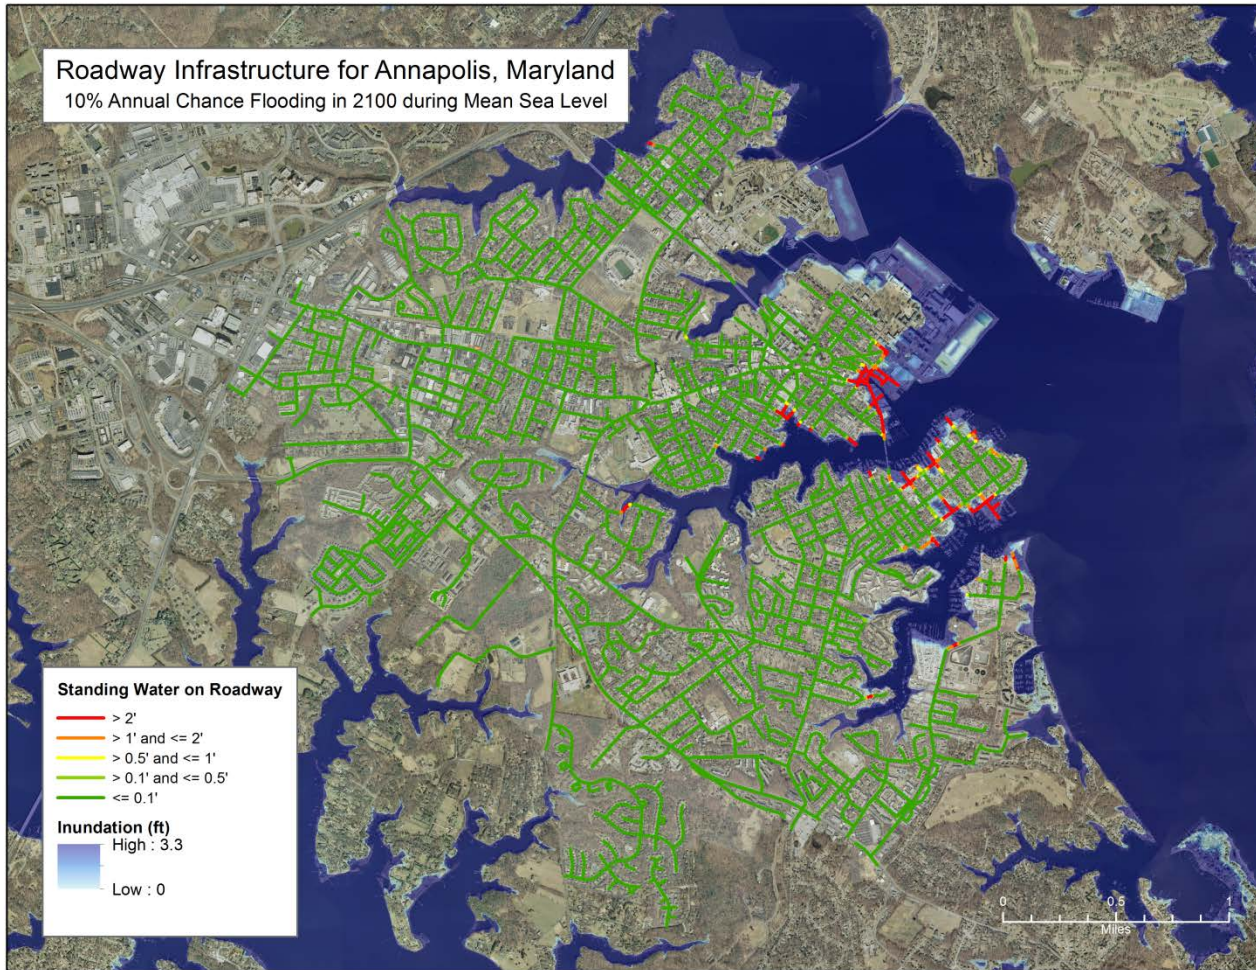 Roadway Infrastructure for Annapolis, Maryland
10% Annual Chance Flooding in 2100 during Mean Sea Level
Standing Water on Roadway
> 2'
> 1' and <= 2'
> 0.5' and <= 1'
> 0.1' and <= 0.5'
<= 0.1'
Inundation (ft)
High : 3.3
Low : 0
0 0.5 1
Miles